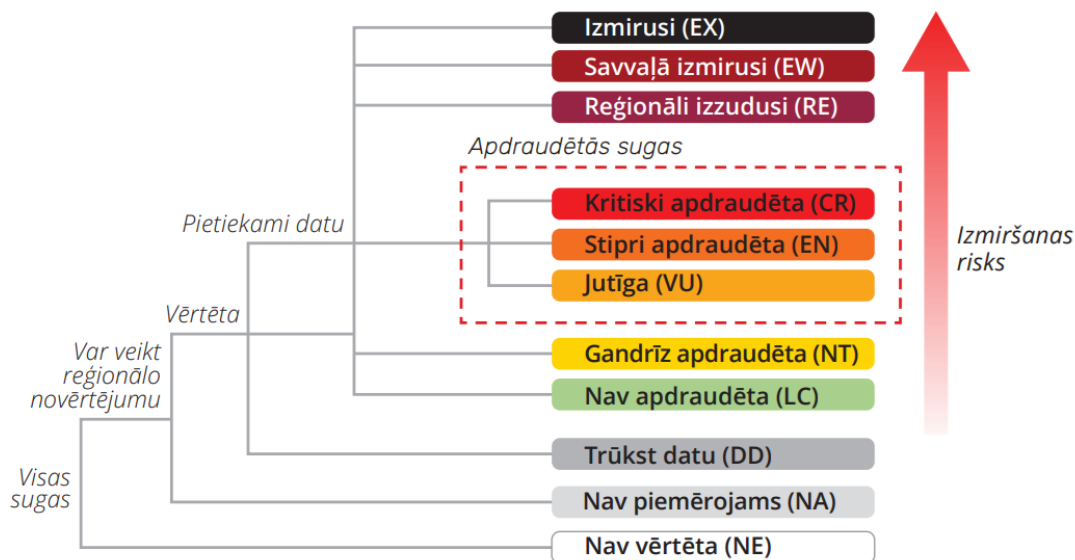 Izmirusi (EX)
Savvaļā izmirusi (EW)
Reģionāli izzudusi (RE)
Apdraudētās sugas
Kritiski apdraudēta (CR)
Pietiekami datu
Stipri apdraudēta (EN)
Izmiršanas
risks
Jutīga (VU)
Vērtēta
Var veikt
reģionālo
novērtējumu
Gandrīz apdraudēta (NT)
Nav apdraudēta (LC)
Trūkst datu (DD)
Visas
sugas
Nav piemērojams (NA)
Nav vērtēta (NE)